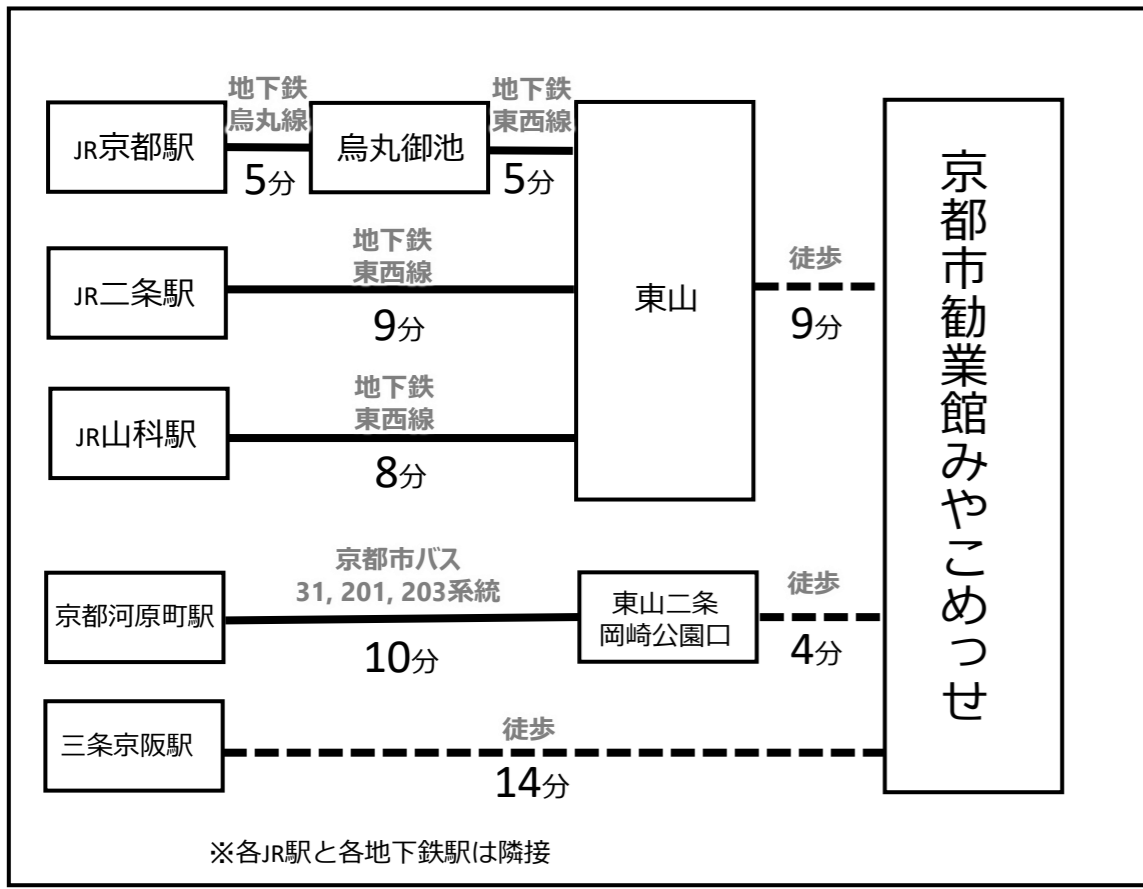 地下鉄
烏丸線
地下鉄
東西線
JR京都駅
烏丸御池
5分
5分
地下鉄
東西線
JR二条駅
9分
東山
徒歩
9分
地下鉄
東西線
JR山科駅
8分
京都市勧業館みやこめっせ
京都市バス
31, 201, 203系統
京都河原町駅
10分
東山二条
岡崎公園口
徒歩
4分
三条京阪駅
徒歩
14分
※各JR駅と各地下鉄駅は隣接